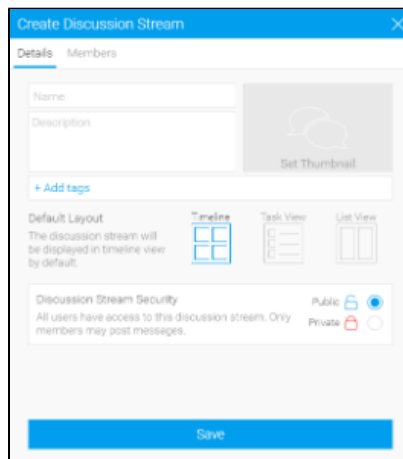 Create Discussion Stream
Details Members
Name
Description
Set Thumbnail
+ Add tags
Default Layout
The discussion stream will
be displayed in timeline view
by default.
Timeline
Task View
List View
Discussion Stream Security
All users have access to this discussion stream. Only
members may post messages.
Public
Private
Save